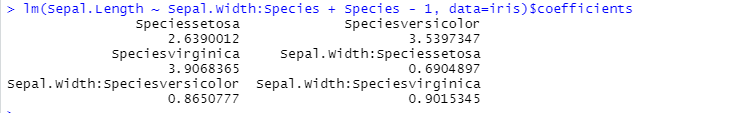 > lm(Sepal.Length ~ Sepal.Width:Species + Species - 1, data=iris)$coefficients
Speciessetosa Speciesversicolor
2.6390012 3.5397347
Speciesvirginica Sepal.Width:Speciessetosa
3.9068365 0.6904897
Sepal.Width:Speciesversicolor Sepal.Width:Speciesvirginica
0.8650777 0.9015345
>